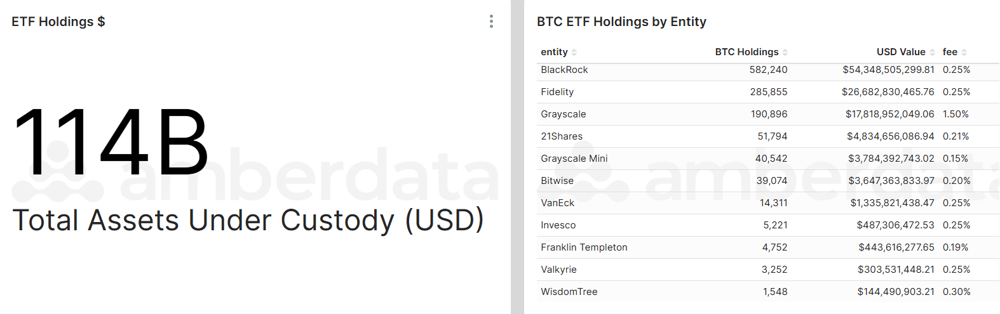 ETF Holdings $
114B
Total Assets Under Custody (USD)
amberdata
BTC ETF Holdings by Entity
entity BTC Holdings USD Value fee
BlackRock 582,240 $54,348,505,299.81 0.25%
Fidelity 285,855 $26,682,830,465.76 0.25%
Grayscale 190,896 $17,818,952,049.06 1.50%
21Shares 51,794 $4,834,656,086.94 0.21%
Grayscale Mini 40,542 $3,784,392,743.02 0.15%
Bitwise 39,074 $3,647,363,833.97 0.20%
VanEck 14,311 $1,335,821,438.47 0.25%
Invesco 5,221 $487,306,472.53 0.25%
Franklin Templeton 4,752 $443,616,277.65 0.19%
Valkyrie 3,252 $303,531,448.21 0.25%
WisdomTree 1,548 $144,490,903.21 0.30%
amberdata